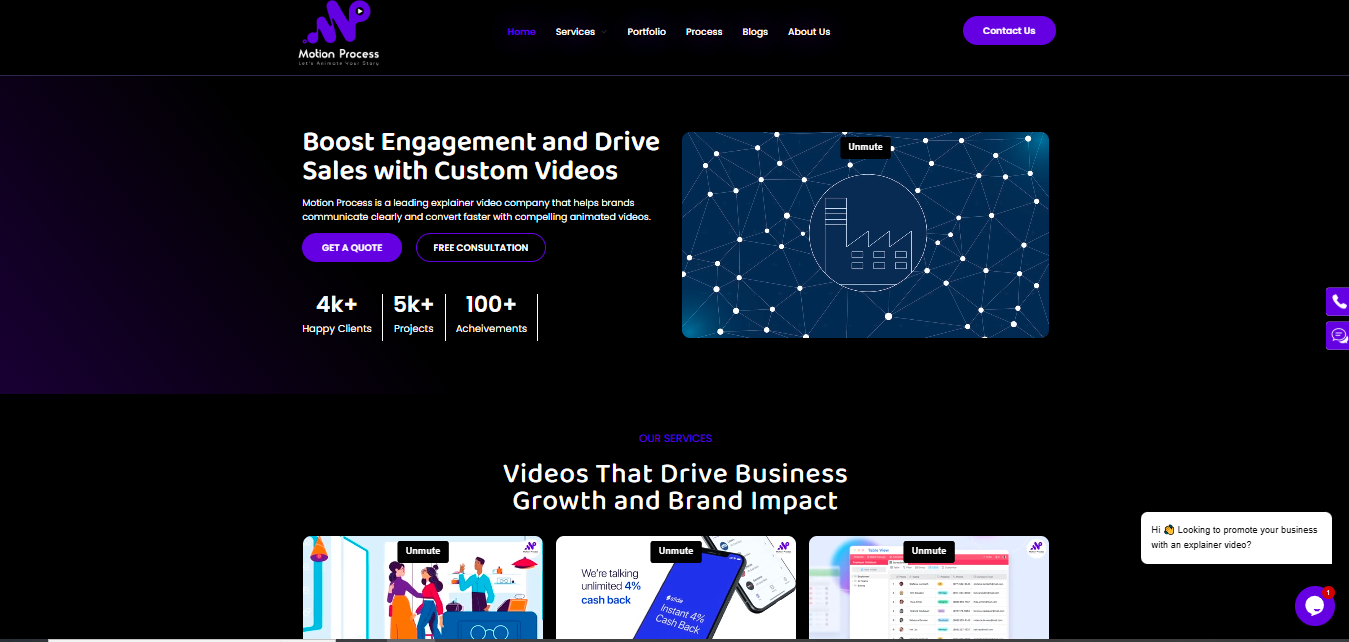 Motion Process
Let's Animate Your Story
Home
Services
Portfolio
Process
Blogs
About Us
Contact Us
Boost Engagement and Drive
Sales with Custom Videos
Motion Process is a leading explainer video company that helps brands
communicate clearly and convert faster with compelling animated videos.
GET A QUOTE
FREE CONSULTATION
4k+
Happy Clients
5k+
Projects
100+
Acheivements
Unmute
OUR SERVICES
Videos That Drive Business
Growth and Brand Impact
Unmute
Unmute
We're talking
unlimited 4%
cash back
Instant 4%
Cash Back
Unmute
Table View
Hi 👋 Looking to promote your business
with an explainer video?
1